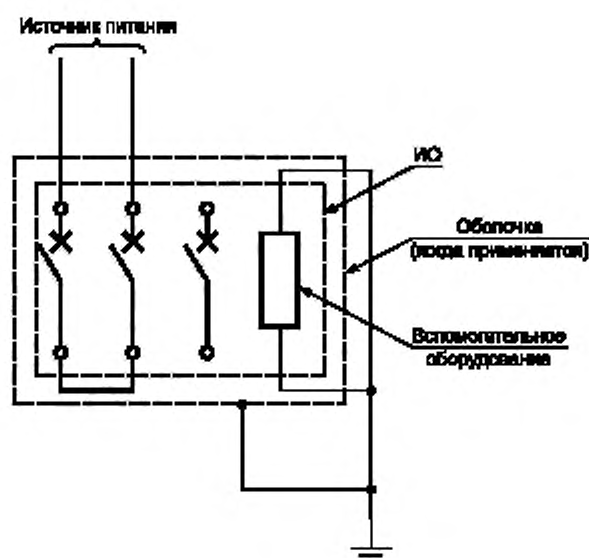 Источник питания
ИО
Оболочка
(когда применяется)
Вспомогательное
оборудование